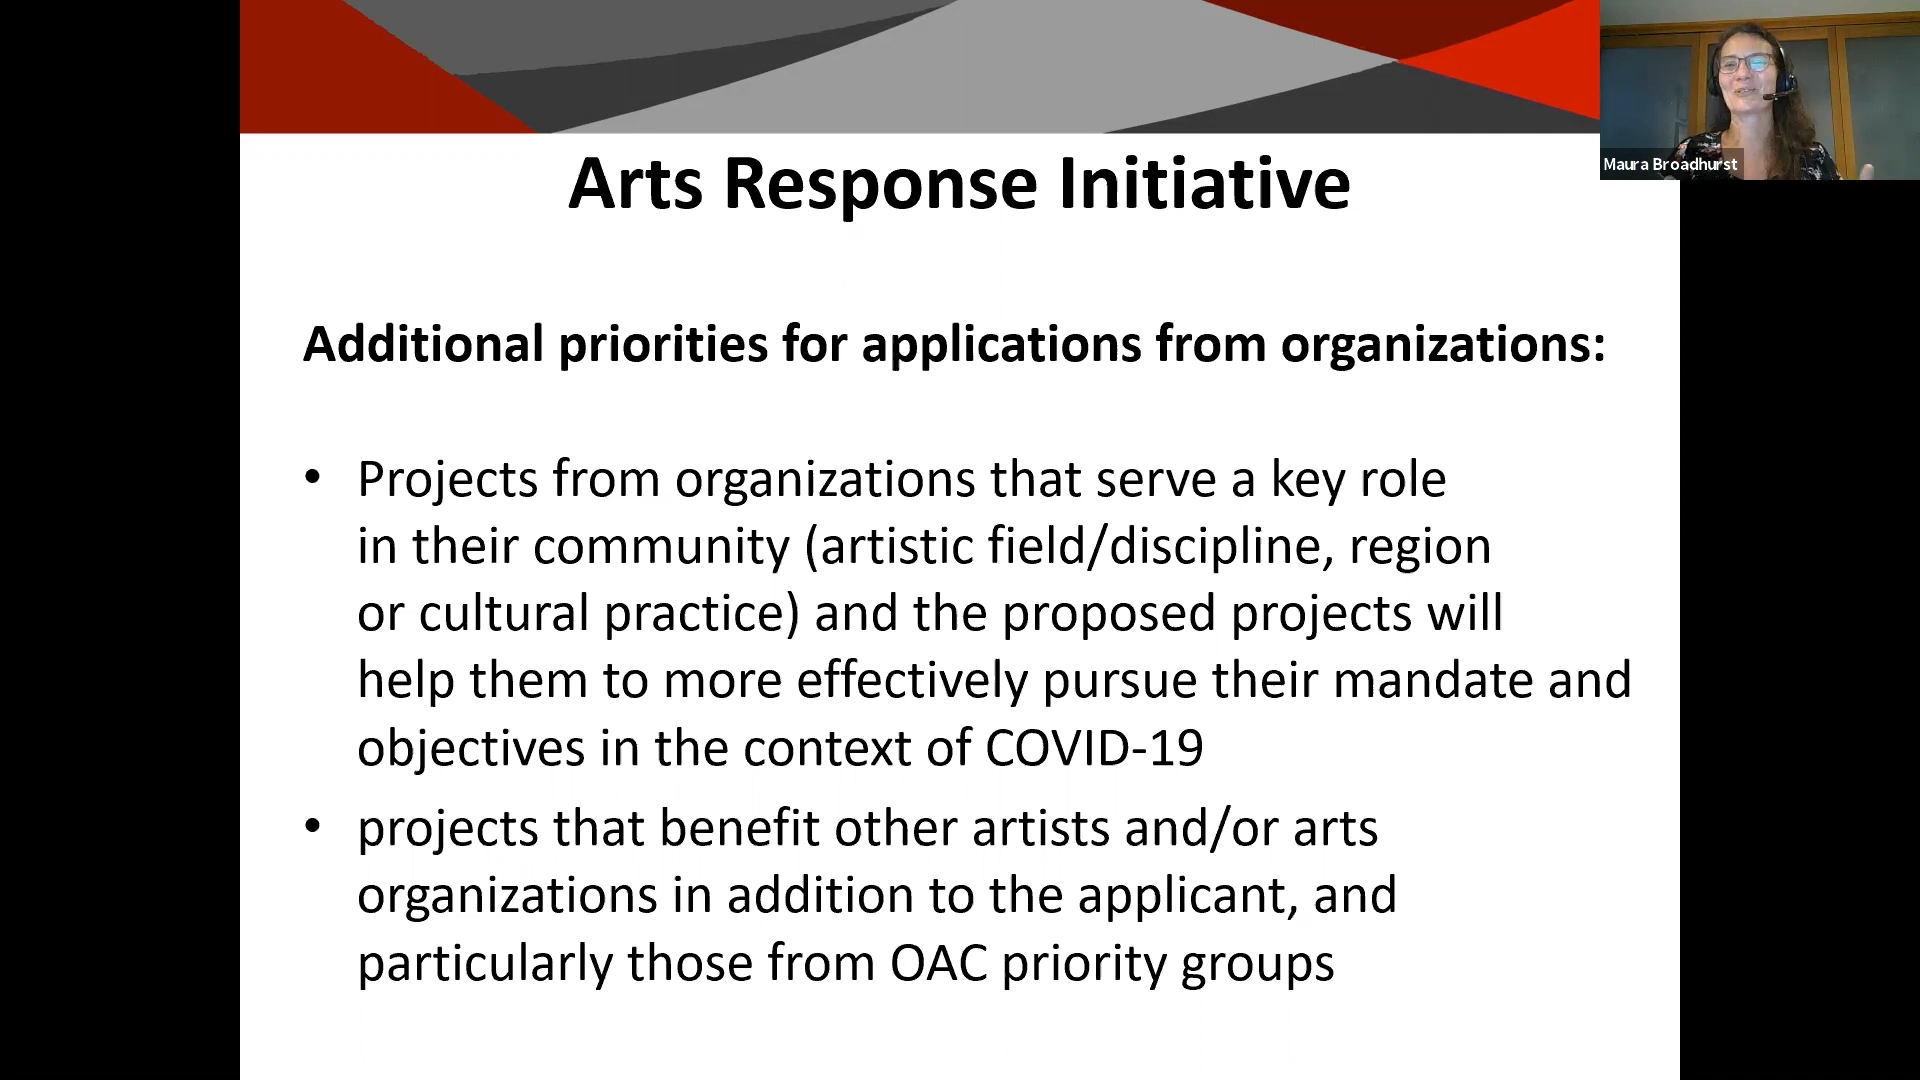 Arts Response Initiative
Maura Broadhurst
Additional priorities for applications from organizations:
• Projects from organizations that serve a key role
in their community (artistic field/discipline, region
or cultural practice) and the proposed projects will
help them to more effectively pursue their mandate and
objectives in the context of COVID-19
• projects that benefit other artists and/or arts
organizations in addition to the applicant, and
particularly those from OAC priority groups